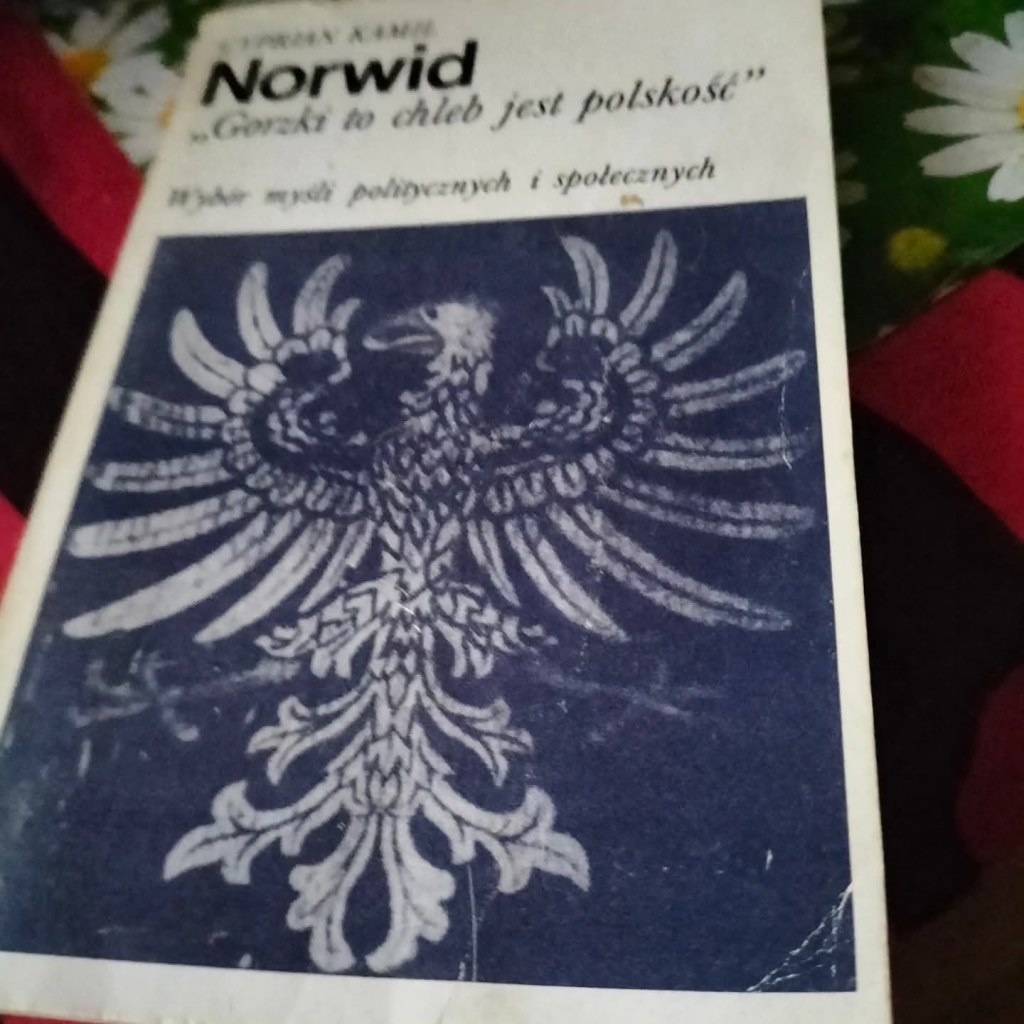 CYPRIAN KAMIL
Norwid
„Gorzki to chleb jest polskość”
Wybór myśli politycznych i społecznych